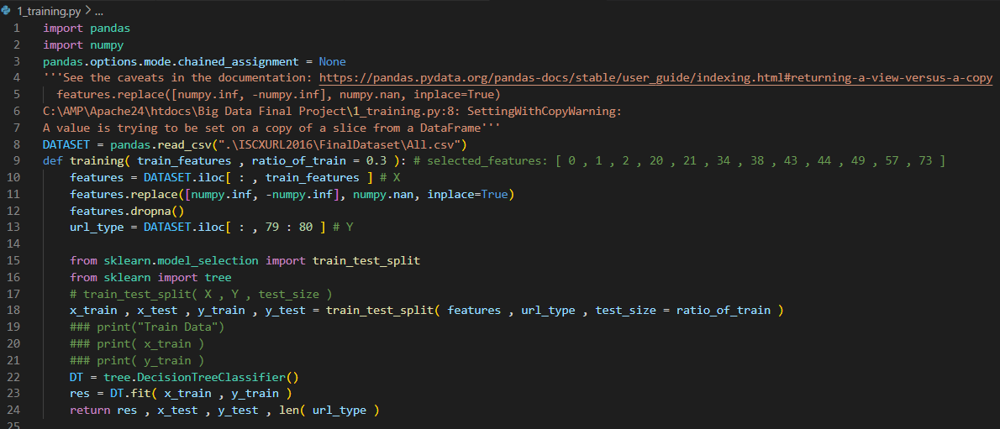 1_training.py > ...
1 import pandas
2 import numpy
3 pandas.options.mode.chained_assignment = None
4 '''See the caveats in the documentation: https://pandas.pydata.org/pandas-docs/stable/user_guide/indexing.html#returning-a-view-versus-a-copy
5   features.replace([numpy.inf, -numpy.inf], numpy.nan, inplace=True)
6 C:\AMP\Apache24\htdocs\Big Data Final Project\1_training.py:8: SettingWithCopyWarning:
7 A value is trying to be set on a copy of a slice from a DataFrame'''
8 DATASET = pandas.read_csv(".\ISCXURL2016\FinalDataset\All.csv")
9 def training( train_features , ratio_of_train = 0.3 ): # selected_features: [ 0 , 1 , 2 , 20 , 21 , 34 , 38 , 43 , 44 , 49 , 57 , 73 ]
10     features = DATASET.iloc[ : , train_features ] # X
11     features.replace([numpy.inf, -numpy.inf], numpy.nan, inplace=True)
12     features.dropna()
13     url_type = DATASET.iloc[ : , 79 : 80 ] # Y
14
15     from sklearn.model_selection import train_test_split
16     from sklearn import tree
17     # train_test_split( X , Y , test_size )
18     x_train , x_test , y_train , y_test = train_test_split( features , url_type , test_size = ratio_of_train )
19     ### print("Train Data")
20     ### print( x_train )
21     ### print( y_train )
22     DT = tree.DecisionTreeClassifier()
23     res = DT.fit( x_train , y_train )
24     return res , x_test , y_test , len( url_type )
25